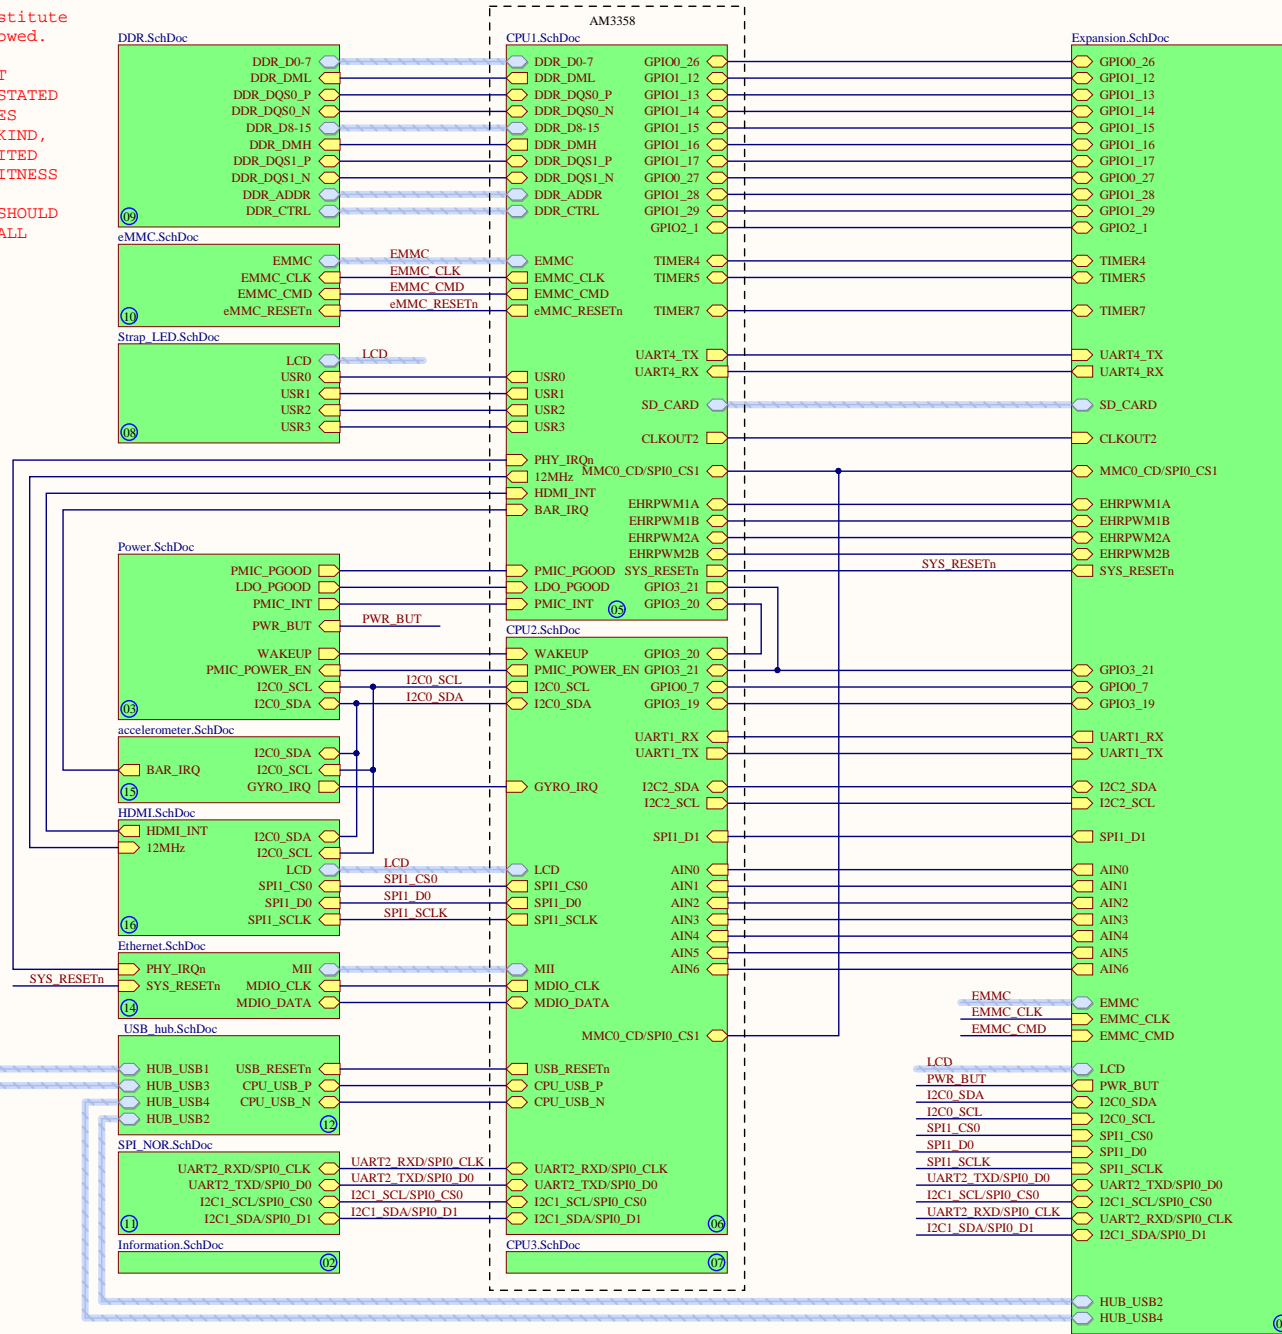 stitute
owed.
T
STATED
ES
KIND,
ITED
ITNESS
SHOULD
ALL
AM3358
DDR.SchDoc
DDR_D0-7
DDR_DML
DDR_DQS0_P
DDR_DQS0_N
DDR_D8-15
DDR_DMH
DDR_DQS1_P
DDR_DQS1_N
DDR_ADDR
DDR_CTRL
09
eMMC.SchDoc
EMMC
EMMC_CLK
EMMC_CMD
eMMC_RESETn
10
EMMC
EMMC_CLK
EMMC_CMD
eMMC_RESETn
Strap_LED.SchDoc
LCD
USR0
USR1
USR2
USR3
08
LCD
Power.SchDoc
PMIC_PGOOD
LDO_PGOOD
PMIC_INT
PWR_BUT
WAKEUP
PMIC_POWER_EN
I2C0_SCL
I2C0_SDA
03
PWR_BUT
I2C0_SCL
I2C0_SDA
accelerometer.SchDoc
I2C0_SDA
BAR_IRQ
I2C0_SCL
GYRO_IRQ
15
HDMI.SchDoc
HDMI_INT
I2C0_SDA
12MHz
I2C0_SCL
LCD
SPI1_CS0
SPI1_D0
SPI1_SCLK
16
LCD
SPI1_CS0
SPI1_D0
SPI1_SCLK
Ethernet.SchDoc
PHY_IRQn
MII
SYS_RESETn
SYS_RESETn
MDIO_CLK
MDIO_DATA
14
USB_hub.SchDoc
HUB_USB1
USB_RESETn
HUB_USB3
CPU_USB_P
HUB_USB4
CPU_USB_N
HUB_USB2
12
SPI_NOR.SchDoc
UART2_RXD/SPI0_CLK
UART2_TXD/SPI0_D0
I2C1_SCL/SPI0_CS0
I2C1_SDA/SPI0_D1
11
UART2_RXD/SPI0_CLK
UART2_TXD/SPI0_D0
I2C1_SCL/SPI0_CS0
I2C1_SDA/SPI0_D1
Information.SchDoc
02
CPU1.SchDoc
DDR_D0-7
GPIO0_26
DDR_DML
GPIO1_12
DDR_DQS0_P
GPIO1_13
DDR_DQS0_N
GPIO1_14
DDR_D8-15
GPIO1_15
DDR_DMH
GPIO1_16
DDR_DQS1_P
GPIO1_17
DDR_DQS1_N
GPIO0_27
DDR_ADDR
GPIO1_28
DDR_CTRL
GPIO1_29
GPIO2_1
EMMC
TIMER4
EMMC_CLK
TIMER5
EMMC_CMD
eMMC_RESETn
TIMER7
UART4_TX
UART4_RX
USR0
USR1
SD_CARD
USR2
USR3
CLKOUT2
PHY_IRQn
MMC0_CD/SPI0_CS1
12MHz
HDMI_INT
EHRPWM1A
BAR_IRQ
EHRPWM1B
EHRPWM2A
EHRPWM2B
PMIC_PGOOD
SYS_RESETn
LDO_PGOOD
GPIO3_21
PMIC_INT
GPIO3_20
05
SYS_RESETn
CPU2.SchDoc
WAKEUP
GPIO3_20
PMIC_POWER_EN
GPIO3_21
I2C0_SCL
GPIO0_7
I2C0_SDA
GPIO3_19
UART1_RX
UART1_TX
GYRO_IRQ
I2C2_SDA
I2C2_SCL
SPI1_D1
LCD
AIN0
SPI1_CS0
AIN1
SPI1_D0
AIN2
SPI1_SCLK
AIN3
AIN4
AIN5
MII
AIN6
MDIO_CLK
MDIO_DATA
MMC0_CD/SPI0_CS1
USB_RESETn
CPU_USB_P
CPU_USB_N
UART2_RXD/SPI0_CLK
UART2_TXD/SPI0_D0
I2C1_SCL/SPI0_CS0
I2C1_SDA/SPI0_D1
06
CPU3.SchDoc
07
Expansion.SchDoc
GPIO0_26
GPIO1_12
GPIO1_13
GPIO1_14
GPIO1_15
GPIO1_16
GPIO1_17
GPIO0_27
GPIO1_28
GPIO1_29
GPIO2_1
TIMER4
TIMER5
TIMER7
UART4_TX
UART4_RX
SD_CARD
CLKOUT2
MMC0_CD/SPI0_CS1
EHRPWM1A
EHRPWM1B
EHRPWM2A
EHRPWM2B
SYS_RESETn
GPIO3_21
GPIO0_7
GPIO3_19
UART1_RX
UART1_TX
I2C2_SDA
I2C2_SCL
SPI1_D1
AIN0
AIN1
AIN2
AIN3
AIN4
AIN5
AIN6
EMMC
EMMC
EMMC_CLK
EMMC_CLK
EMMC_CMD
EMMC_CMD
LCD
LCD
PWR_BUT
PWR_BUT
I2C0_SDA
I2C0_SDA
I2C0_SCL
I2C0_SCL
SPI1_CS0
SPI1_CS0
SPI1_D0
SPI1_D0
SPI1_SCLK
SPI1_SCLK
UART2_TXD/SPI0_D0
UART2_TXD/SPI0_D0
I2C1_SCL/SPI0_CS0
I2C1_SCL/SPI0_CS0
UART2_RXD/SPI0_CLK
UART2_RXD/SPI0_CLK
I2C1_SDA/SPI0_D1
I2C1_SDA/SPI0_D1
HUB_USB2
HUB_USB4